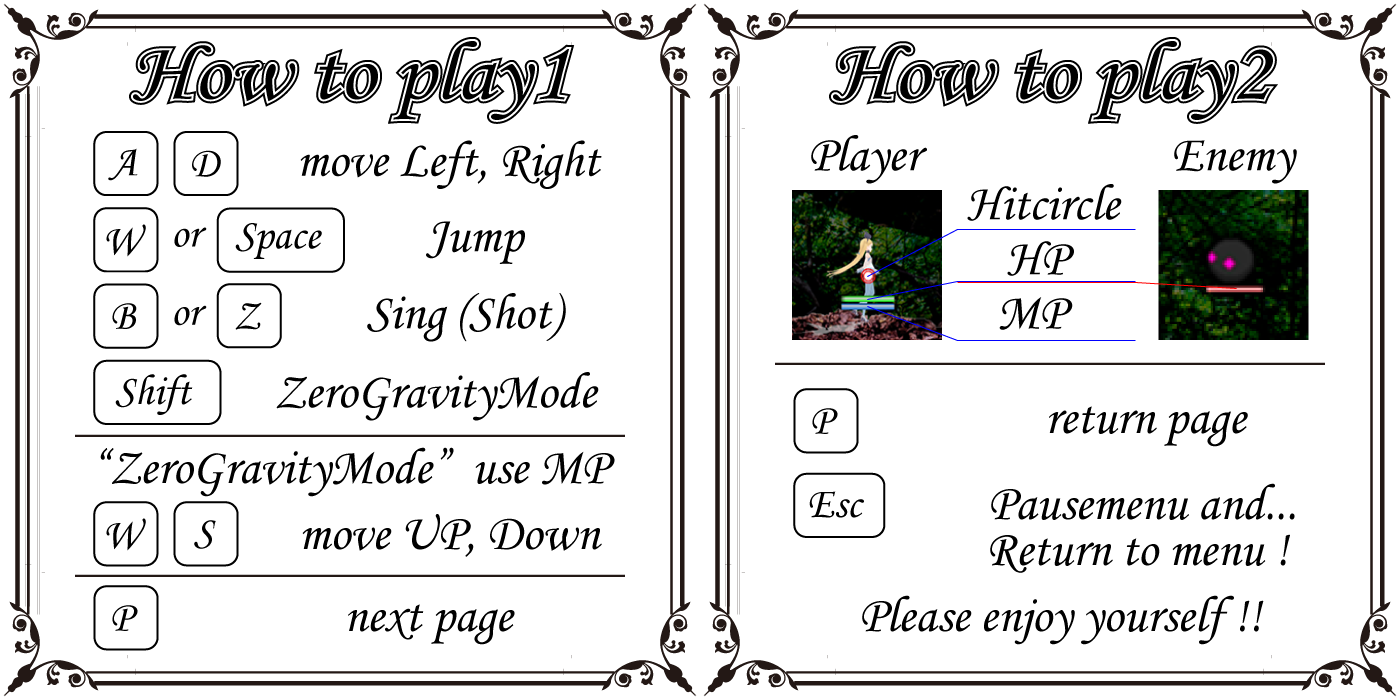 How to play1
A D move Left, Right
W or Space Jump
B or Z Sing (Shot)
Shift ZeroGravityMode
“ZeroGravityMode” use MP
W S move UP, Down
P next page
How to play2
Player Enemy
Hitcircle
HP
MP
P return page
Esc Pausemenu and...
Return to menu !
Please enjoy yourself !!